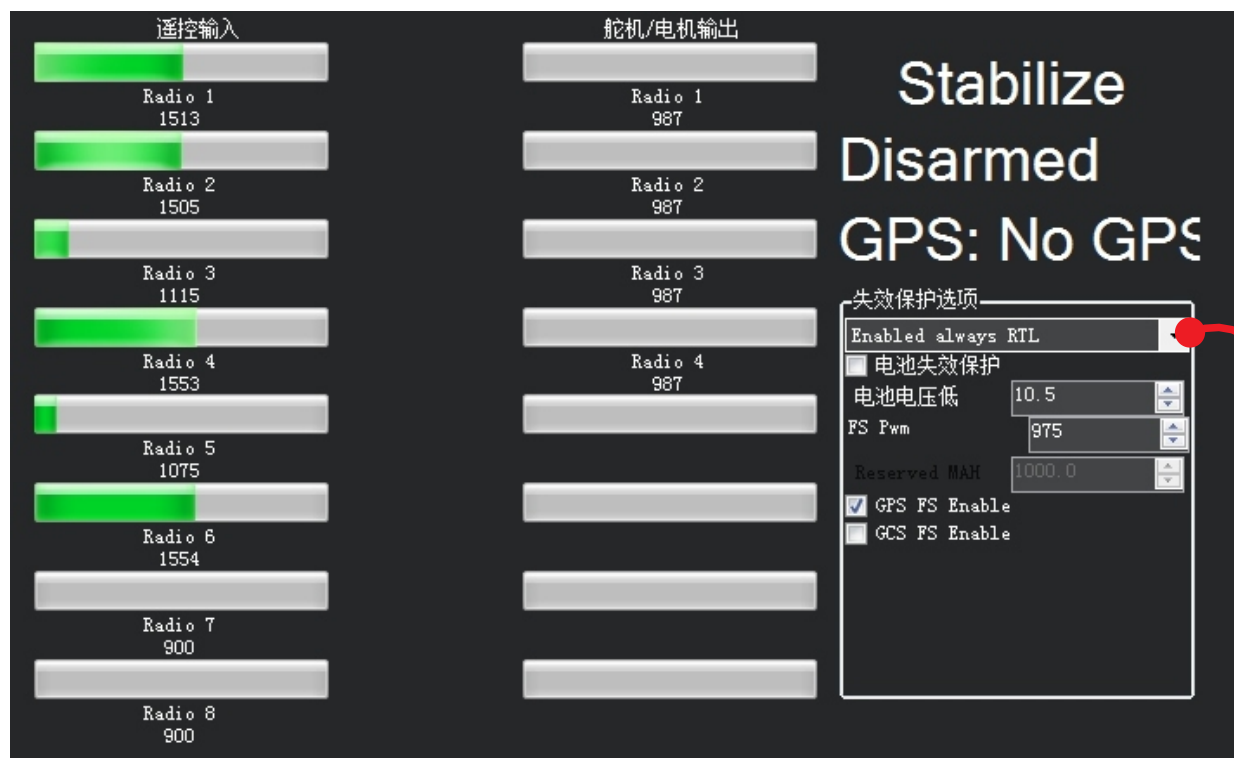 遥控输入
Radio 1
1513
Radio 2
1505
Radio 3
1115
Radio 4
1553
Radio 5
1075
Radio 6
1554
Radio 7
900
Radio 8
900
舵机/电机输出
Radio 1
987
Radio 2
987
Radio 3
987
Radio 4
987
Stabilize
Disarmed
GPS: No GPS
失效保护选项
Enabled always RTL
电池失效保护
电池电压低 10.5
FS Pwm 975
Reserved MAH 1000.0
GPS FS Enable
GCS FS Enable